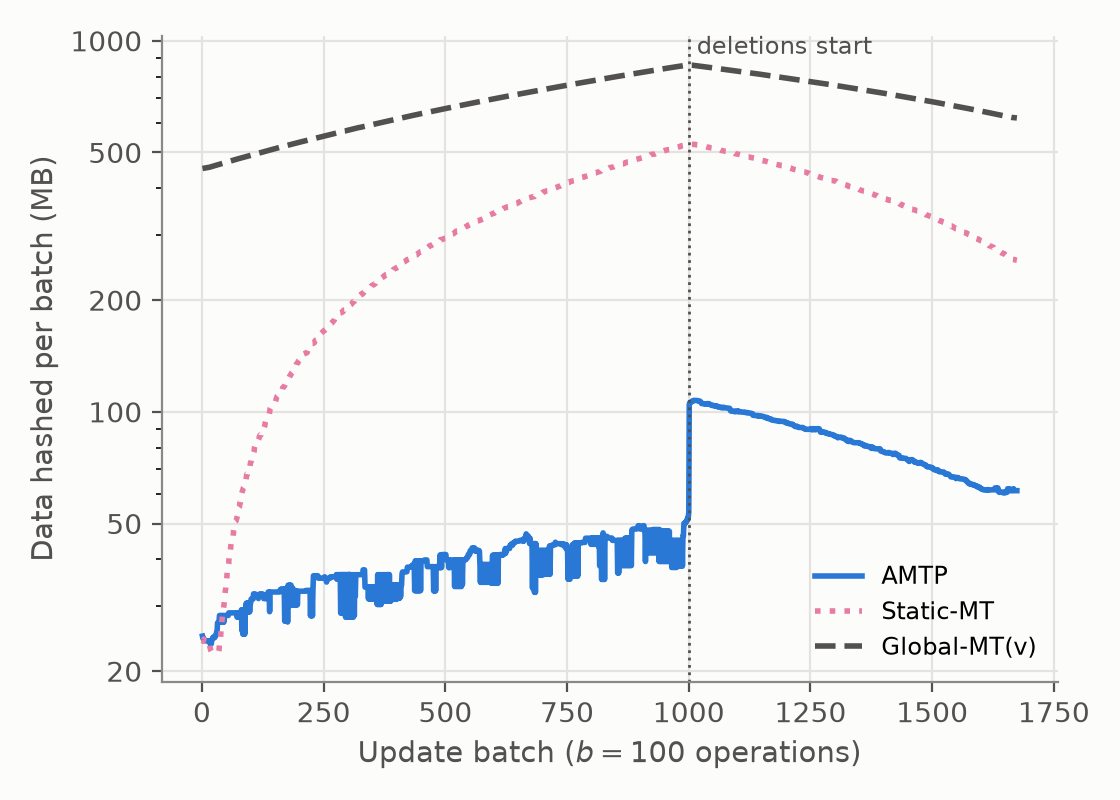 deletions start
1000
500
200
100
50
20
Data hashed per batch (MB)
AMTP
Static-MT
Global-MT(v)
0 250 500 750 1000 1250 1500 1750
Update batch (b = 100 operations)